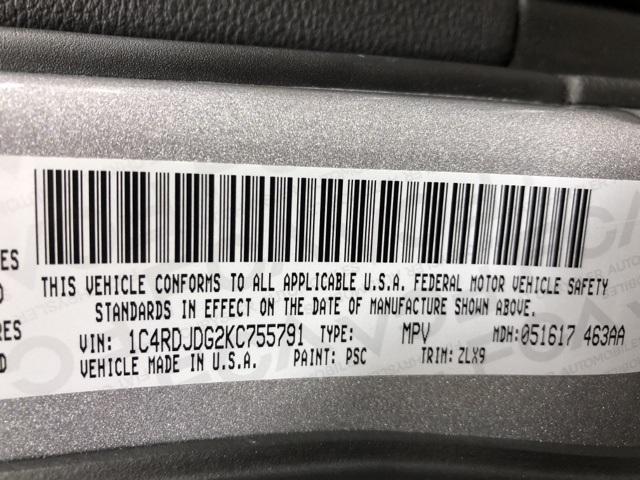 THIS VEHICLE CONFORMS TO ALL APPLICABLE U.S.A. FEDERAL MOTOR VEHICLE SAFETY
STANDARDS IN EFFECT ON THE DATE OF MANUFACTURE SHOWN ABOVE.
VIN: 1C4RDJDG2KC755791 TYPE: MPV MDH:051617 463AA
VEHICLE MADE IN U.S.A. PAINT: PSC TRIM: ZLX9